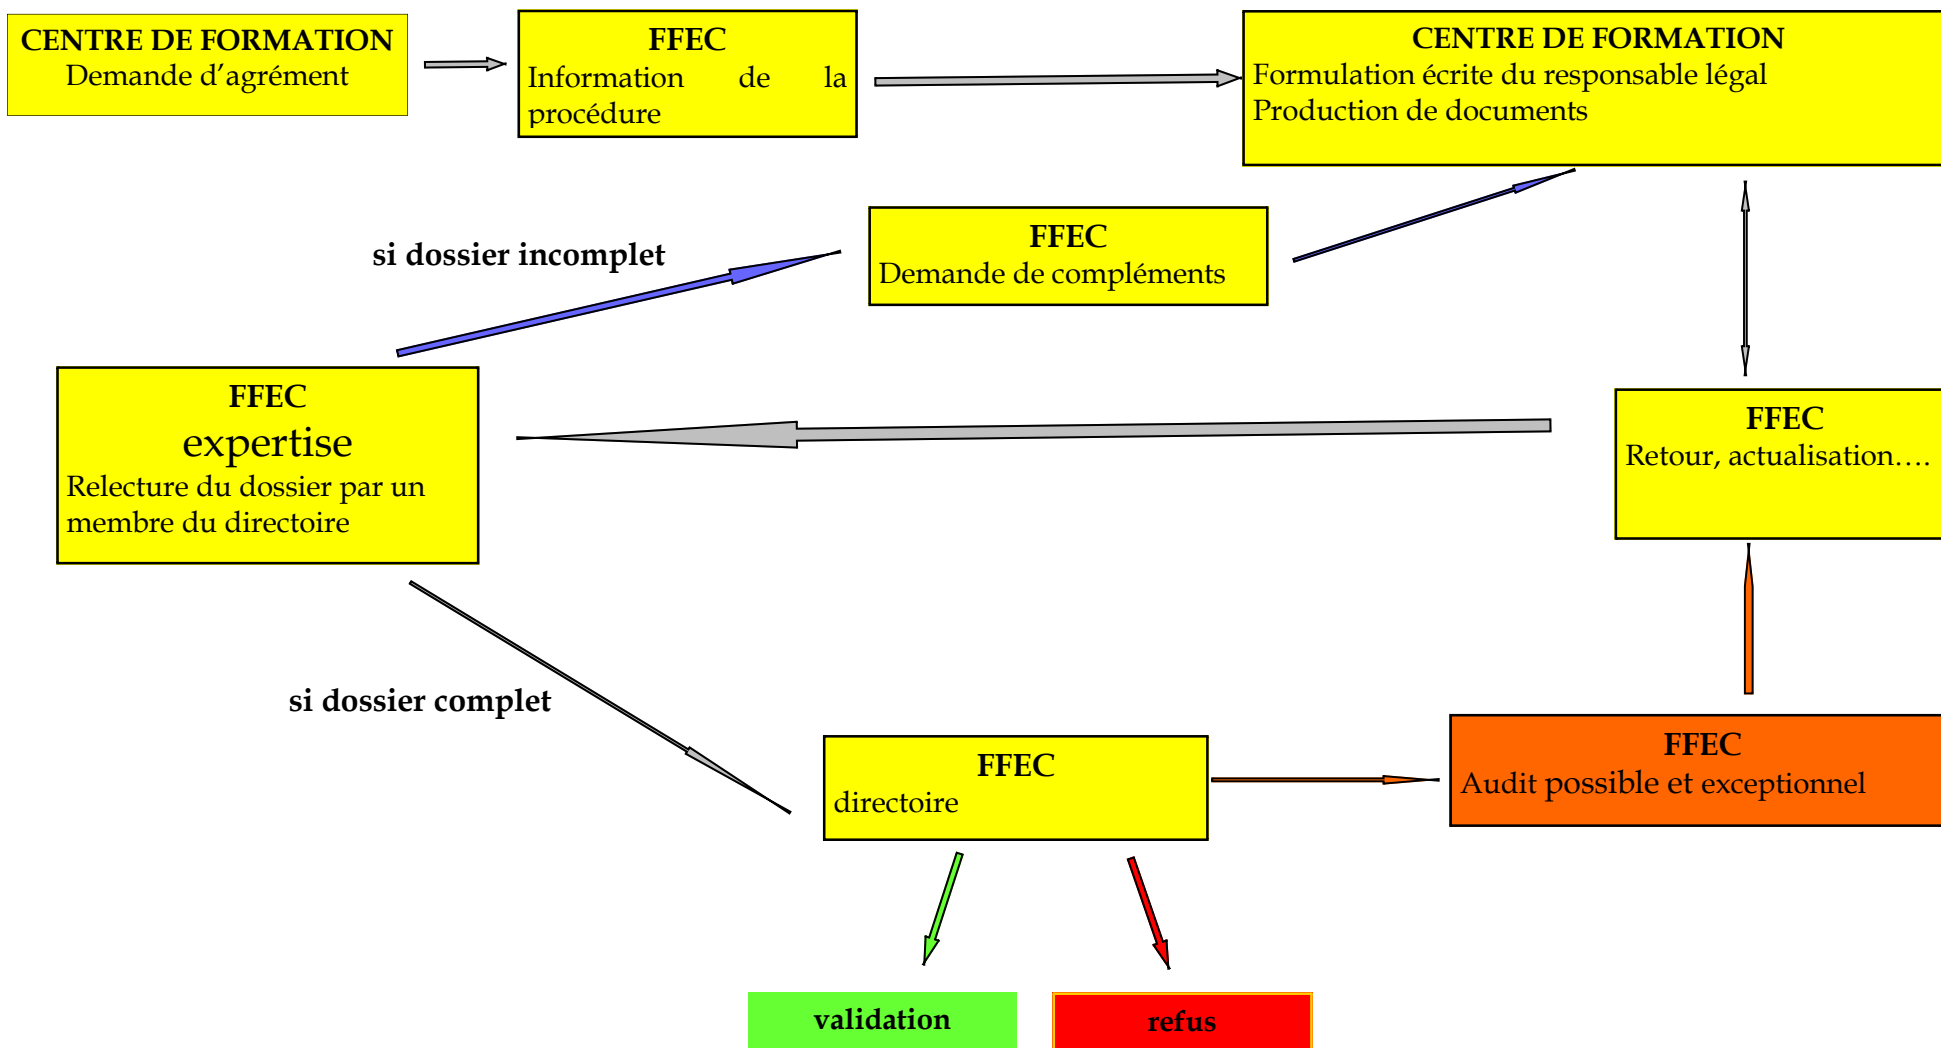 CENTRE DE FORMATION
Demande d’agrément
FFEC
Information de la
procédure
CENTRE DE FORMATION
Formulation écrite du responsable légal
Production de documents
si dossier incomplet
FFEC
Demande de compléments
FFEC
expertise
Relecture du dossier par un
membre du directoire
FFEC
Retour, actualisation….
si dossier complet
FFEC
directoire
FFEC
Audit possible et exceptionnel
validation
refus